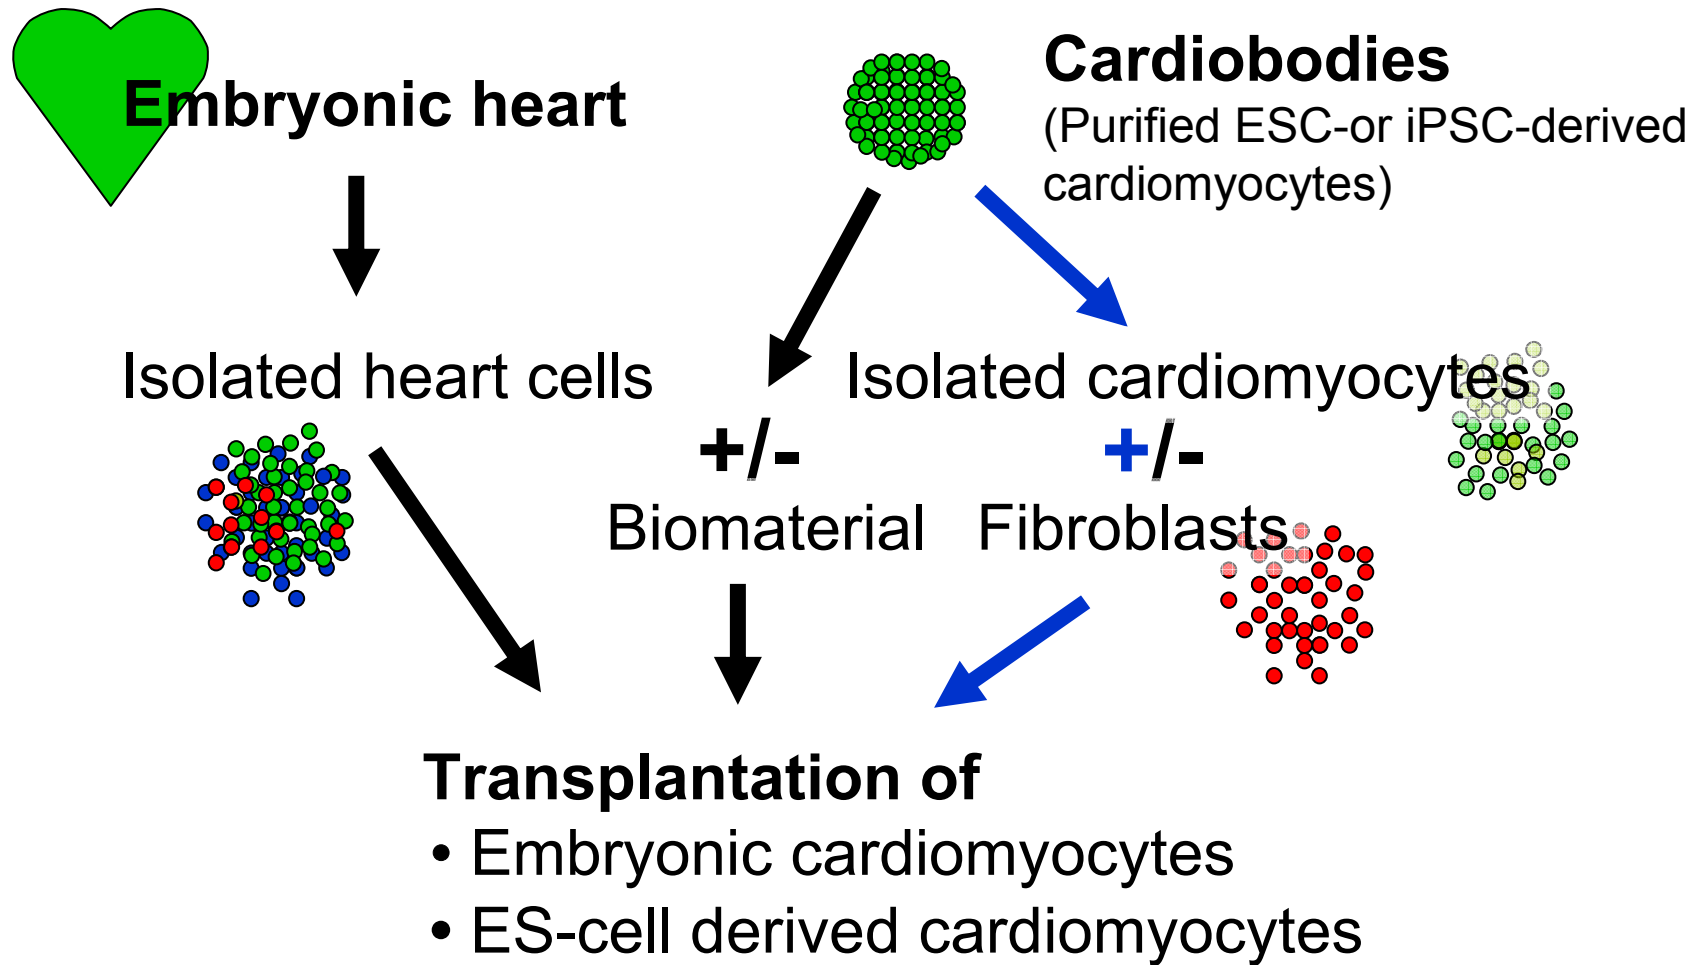 Embryonic heart
Cardiobodies
(Purified ESC-or iPSC-derived
cardiomyocytes)
Isolated heart cells
Isolated cardiomyocytes
+/-
+/-
Biomaterial
Fibroblasts
Transplantation of
• Embryonic cardiomyocytes
• ES-cell derived cardiomyocytes